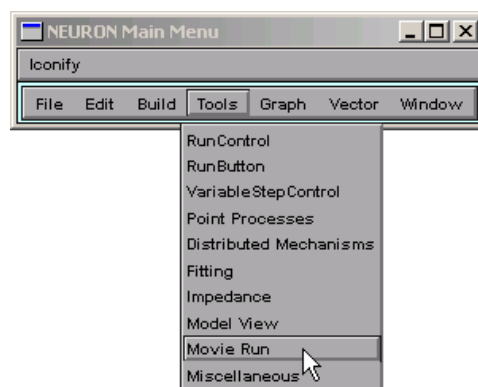 NEURON Main Menu
Iconify
File Edit Build Tools Graph Vector Window
RunControl
RunButton
VariableStepControl
Point Processes
Distributed Mechanisms
Fitting
Impedance
Model View
Movie Run
Miscellaneous